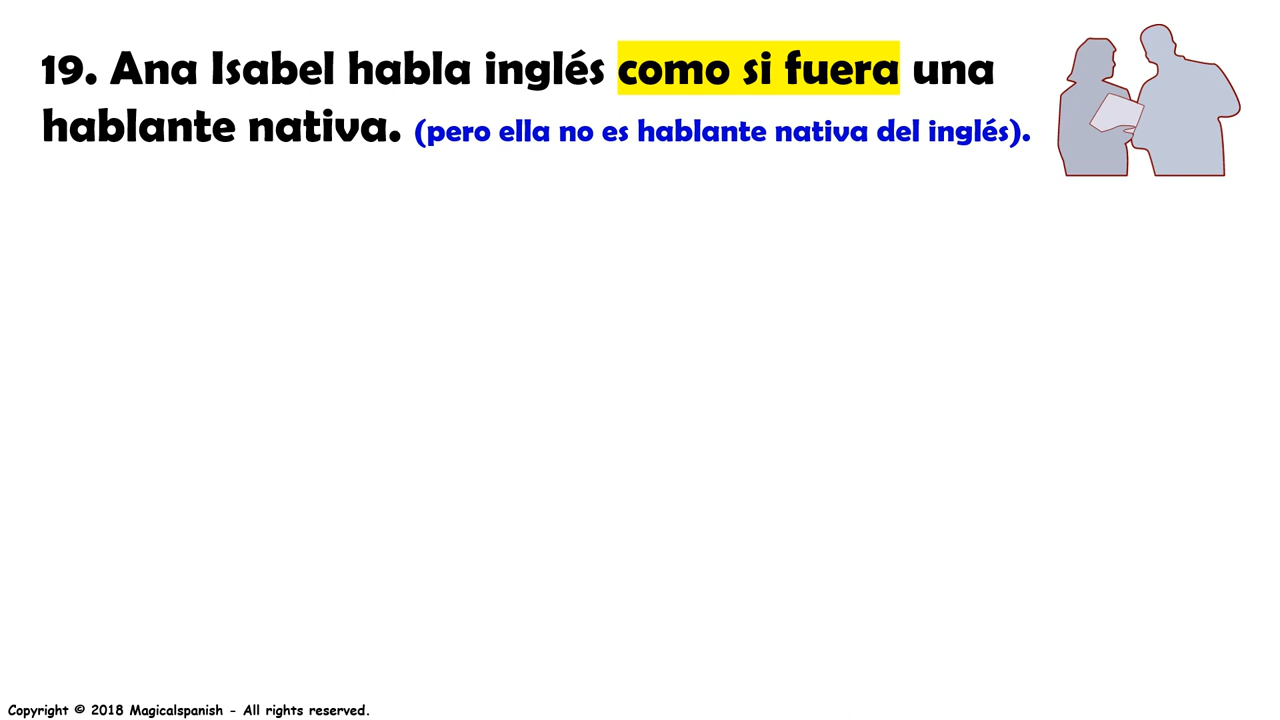 19. Ana Isabel habla inglés como si fuera una
hablante nativa. (pero ella no es hablante nativa del inglés).
Copyright © 2018 Magicalspanish - All rights reserved.